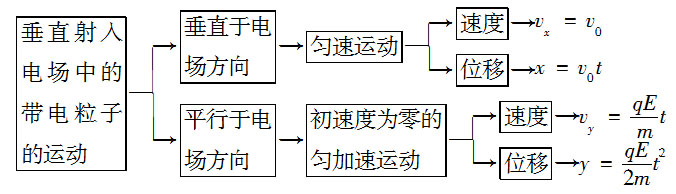 垂直射入
电场中的
带电粒子
的运动
垂直于电
场方向
匀速运动
速度
v_x = v_0
位移
x = v_0t
平行于电
场方向
初速度为零的
匀加速运动
速度
v_y = \frac{qE}{m}t
位移
y = \frac{qE}{2m}t^2